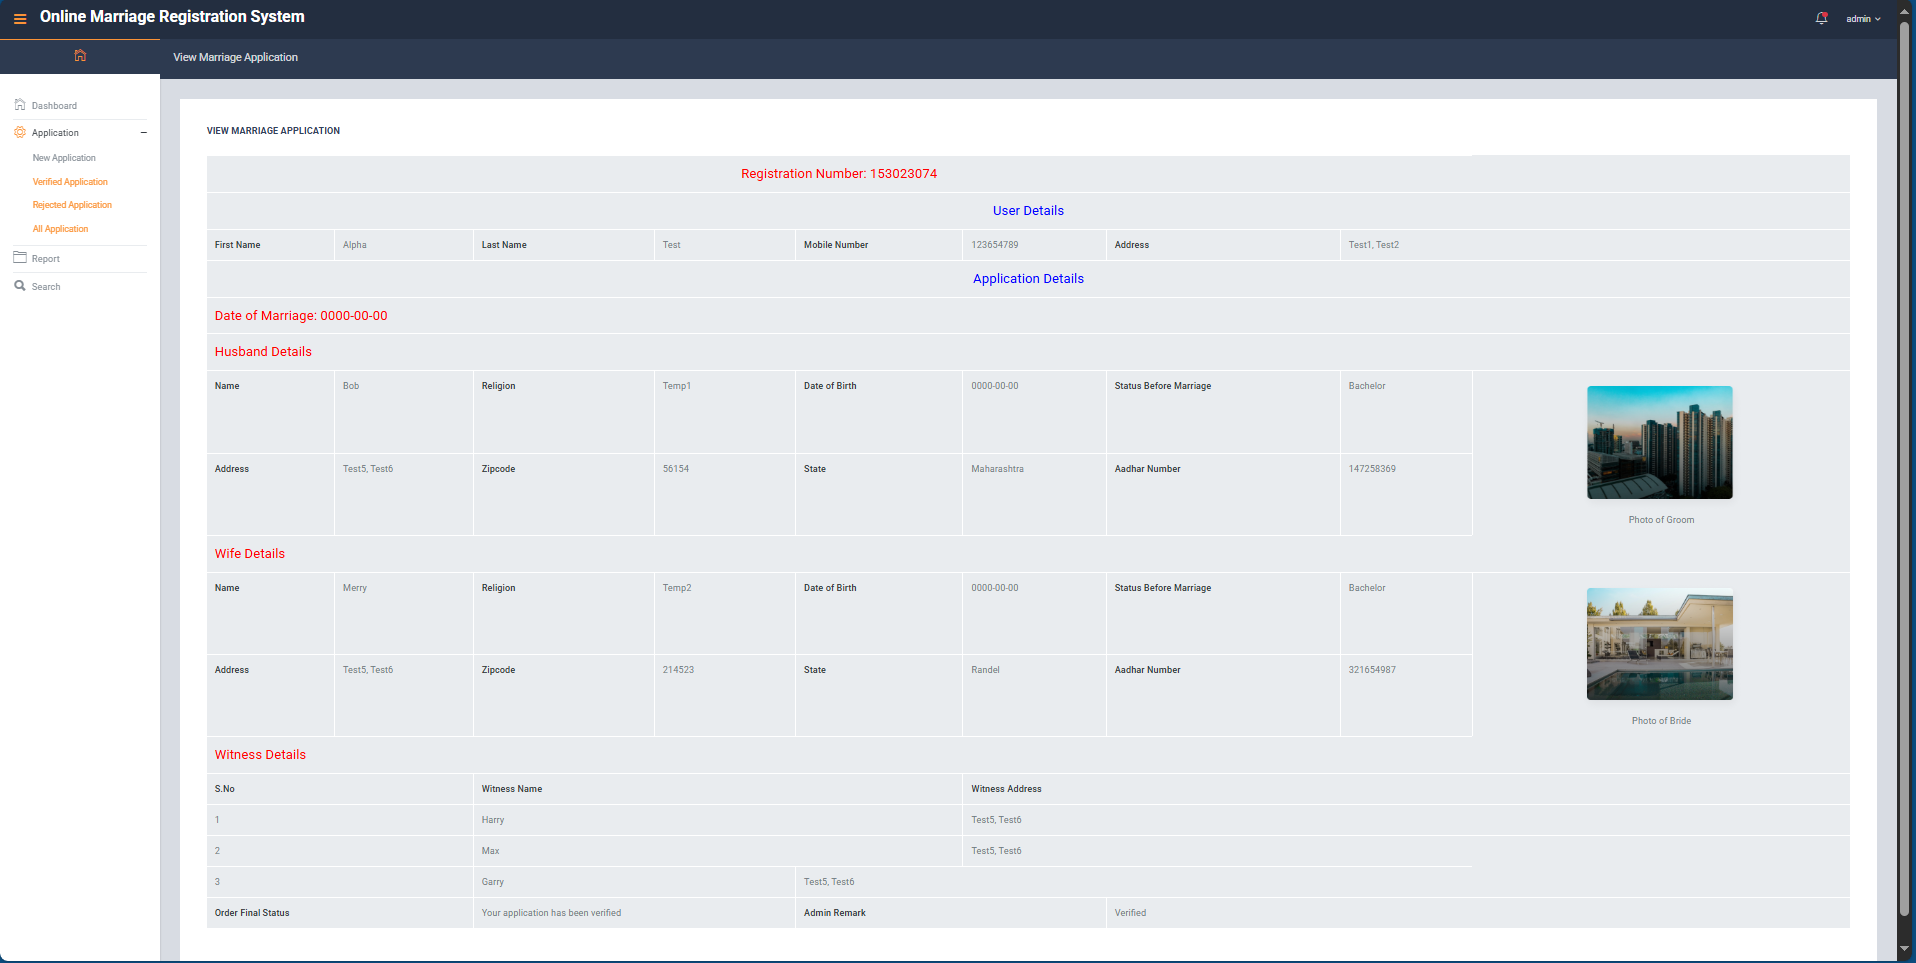 Online Marriage Registration System
admin
View Marriage Application
Dashboard
Application
New Application
Verified Application
Rejected Application
All Application
Report
Search
VIEW MARRIAGE APPLICATION
Registration Number: 153023074
User Details
First Name Alpha Last Name Test Mobile Number 123654789 Address Test1, Test2
Application Details
Date of Marriage: 0000-00-00
Husband Details
Name Bob Religion Temp1 Date of Birth 0000-00-00 Status Before Marriage Bachelor
Address Test5, Test6 Zipcode 56154 State Maharashtra Aadhar Number 147258369
Photo of Groom
Wife Details
Name Merry Religion Temp2 Date of Birth 0000-00-00 Status Before Marriage Bachelor
Address Test5, Test6 Zipcode 214523 State Randel Aadhar Number 321654987
Photo of Bride
Witness Details
S.No Witness Name Witness Address
1 Harry Test5, Test6
2 Max Test5, Test6
3 Garry Test5, Test6
Order Final Status Your application has been verified Admin Remark Verified